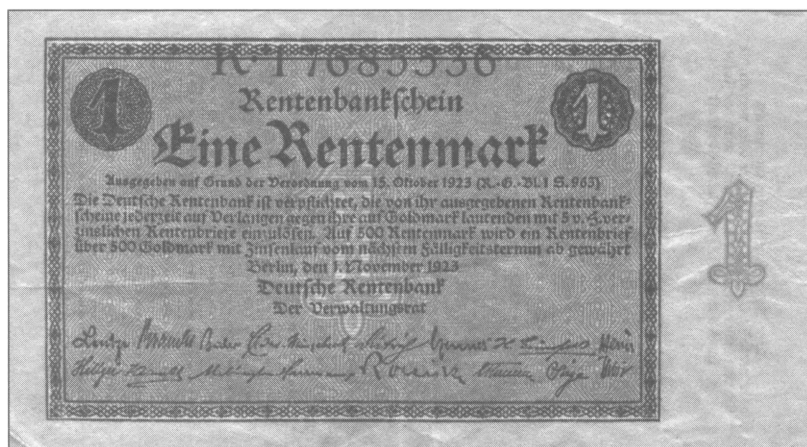 K·17685536
1
Rentenbankschein
1
Eine Rentenmark
Ausgegeben auf Grund der Verordnung vom 15. Oktober 1923 (R.-G.-Bl. I S. 963)
Die Deutsche Rentenbank ist verpflichtet, die von ihr ausgegebenen Rentenbank-
scheine jederzeit auf Verlangen gegen ihre auf Goldmark lautenden mit 5 v. H. ver-
zinslichen Rentenbriefe einzulösen. Auf 500 Rentenmark wird ein Rentenbrief
über 500 Goldmark mit Zinsenlauf vom nächsten Fälligkeitstermin ab gewährt
Berlin, den 1. November 1923
Deutsche Rentenbank
Der Verwaltungsrat
1